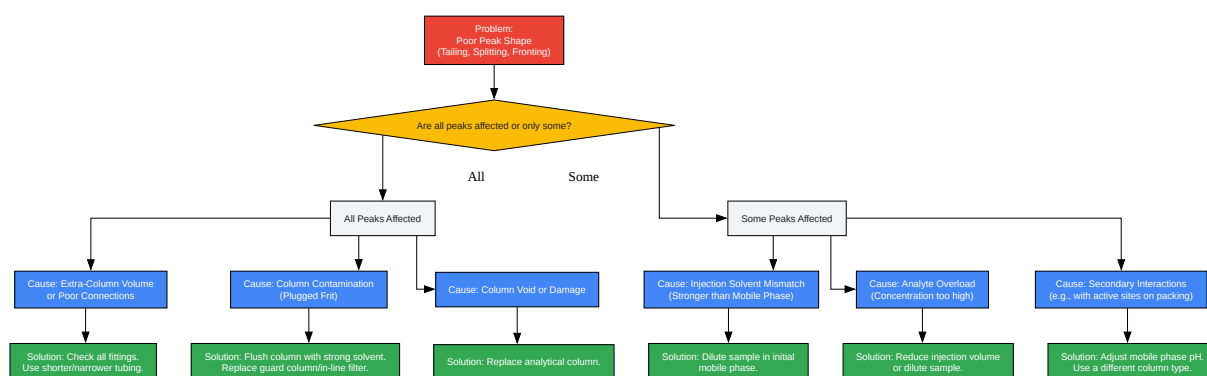 Problem:
Poor Peak Shape
(Tailing, Splitting, Fronting)
Are all peaks affected or only some?
All
Some
All Peaks Affected
Some Peaks Affected
Cause: Extra-Column Volume
or Poor Connections
Cause: Column Contamination
(Plugged Frit)
Cause: Column Void or Damage
Cause: Injection Solvent Mismatch
(Stronger than Mobile Phase)
Cause: Analyte Overload
(Concentration too high)
Cause: Secondary Interactions
(e.g., with active sites on packing)
Solution: Check all fittings.
Use shorter/narrower tubing.
Solution: Flush column with strong solvent.
Replace guard column/in-line filter.
Solution: Replace analytical column.
Solution: Dilute sample in initial
mobile phase.
Solution: Reduce injection volume
or dilute sample.
Solution: Adjust mobile phase pH.
Use a different column type.